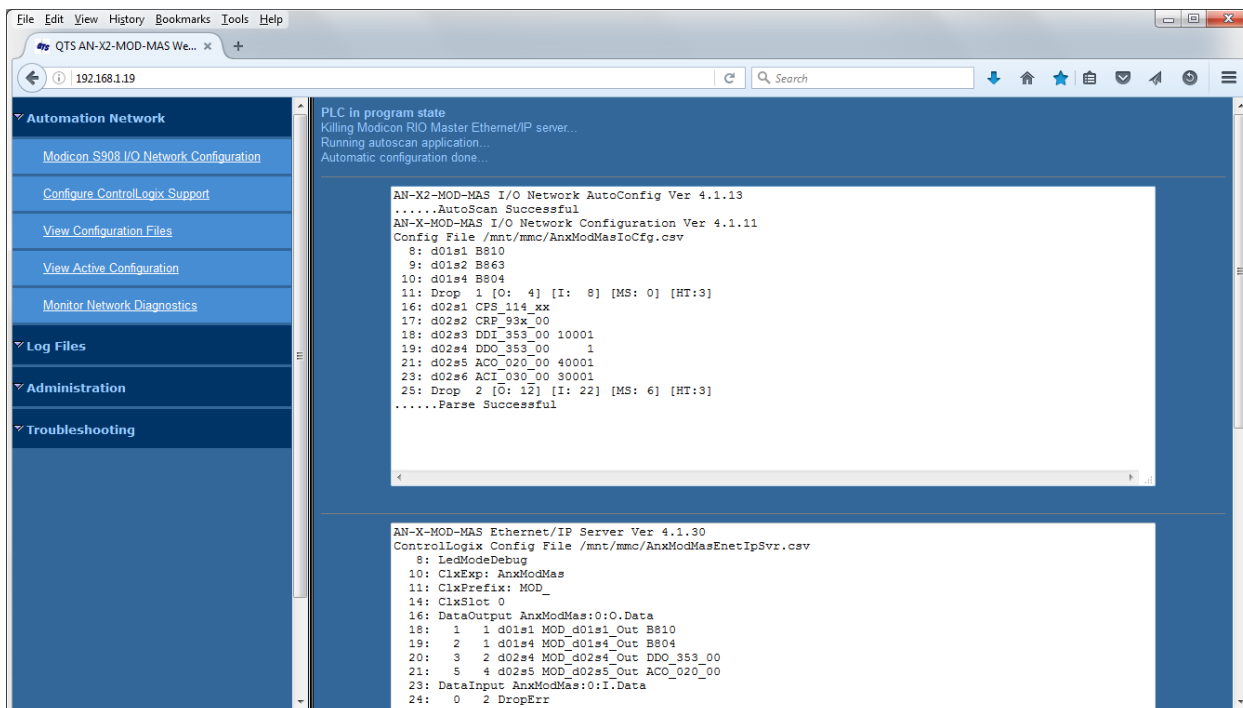 File Edit View History Bookmarks Tools Help
QTS AN-X2-MOD-MAS We... × +
192.168.1.19
Search
Automation Network
Modicon S908 I/O Network Configuration
Configure ControlLogix Support
View Configuration Files
View Active Configuration
Monitor Network Diagnostics
Log Files
Administration
Troubleshooting
PLC in program state
Killing Modicon RIO Master Ethernet/IP server...
Running autoscan application...
Automatic configuration done...
AN-X2-MOD-MAS I/O Network AutoConfig Ver 4.1.13
......AutoScan Successful
AN-X-MOD-MAS I/O Network Configuration Ver 4.1.11
Config File /mnt/mmc/AnxModMasIoCfg.csv
8: d01s1 B810
9: d01s2 B863
10: d01s4 B804
11: Drop 1 [O: 4] [I: 8] [MS: 0] [HT:3]
16: d02s1 CPS_114_xx
17: d02s2 CRP_93x_00
18: d02s3 DDI_353_00 10001
19: d02s4 DDO_353_00 1
21: d02s5 ACO_020_00 40001
23: d02s6 ACI_030_00 30001
25: Drop 2 [O: 12] [I: 22] [MS: 6] [HT:3]
......Parse Successful
AN-X-MOD-MAS Ethernet/IP Server Ver 4.1.30
ControlLogix Config File /mnt/mmc/AnxModMasEnetIpSvr.csv
8: LedModeDebug
10: ClxExp: AnxModMas
11: ClxPrefix: MOD_
14: ClxSlot 0
16: DataOutput AnxModMas:0:O.Data
18: 1 1 d01s1 MOD_d01s1_Out B810
19: 2 1 d01s4 MOD_d01s4_Out B804
20: 3 2 d02s4 MOD_d02s4_Out DDO_353_00
21: 5 4 d02s5 MOD_d02s5_Out ACO_020_00
23: DataInput AnxModMas:0:I.Data
24: 0 2 DropErr